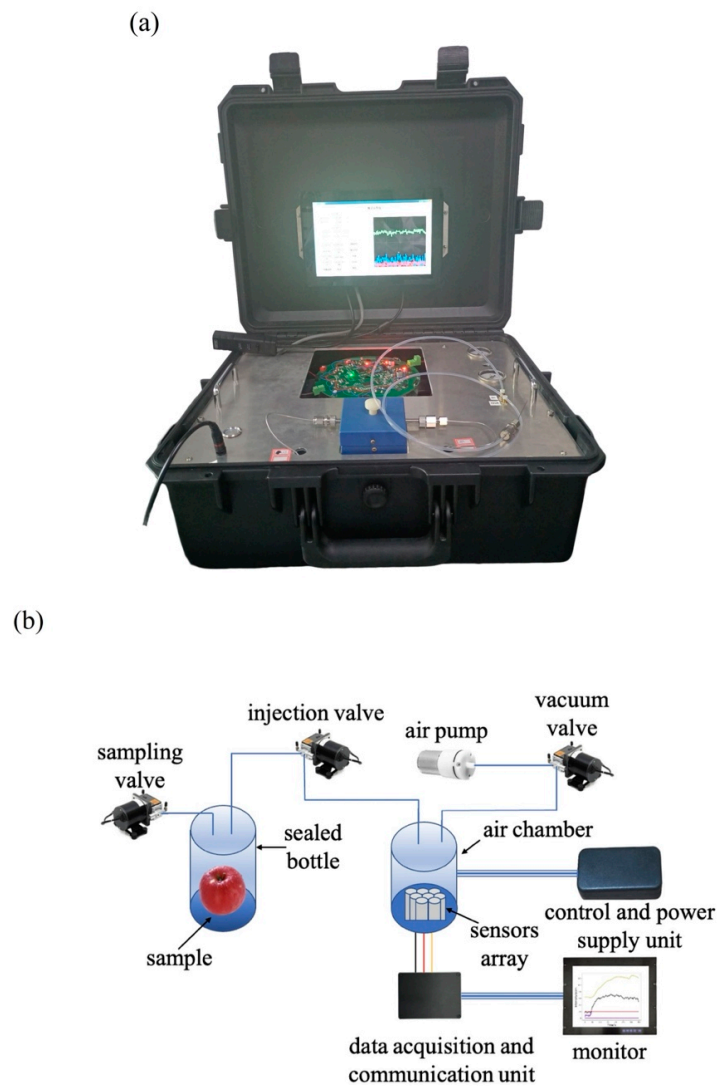 (a)
(b)
injection valve
vacuum
valve
air pump
sampling
valve
sealed
bottle
air chamber
sample
sensors
array
control and power
supply unit
data acquisition and
communication unit
monitor